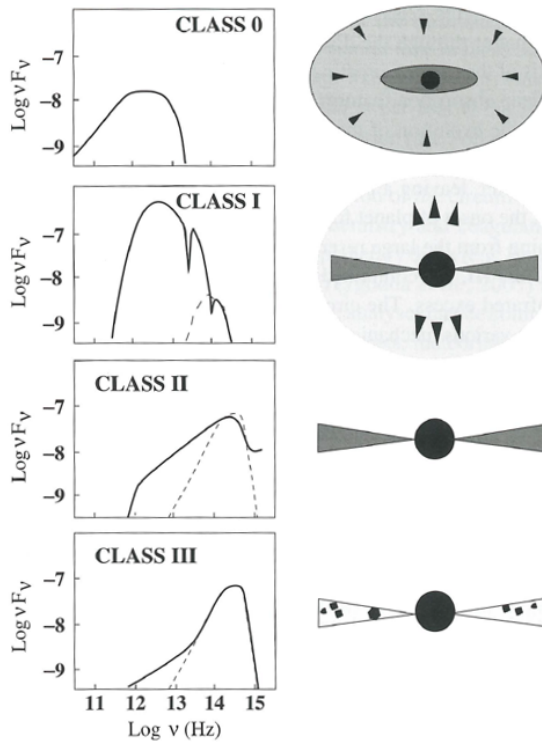 CLASS 0
Log νFν
−7
−8
−9
CLASS I
Log νFν
−7
−8
−9
CLASS II
Log νFν
−7
−8
−9
CLASS III
Log νFν
−7
−8
−9
11 12 13 14 15
Log ν (Hz)